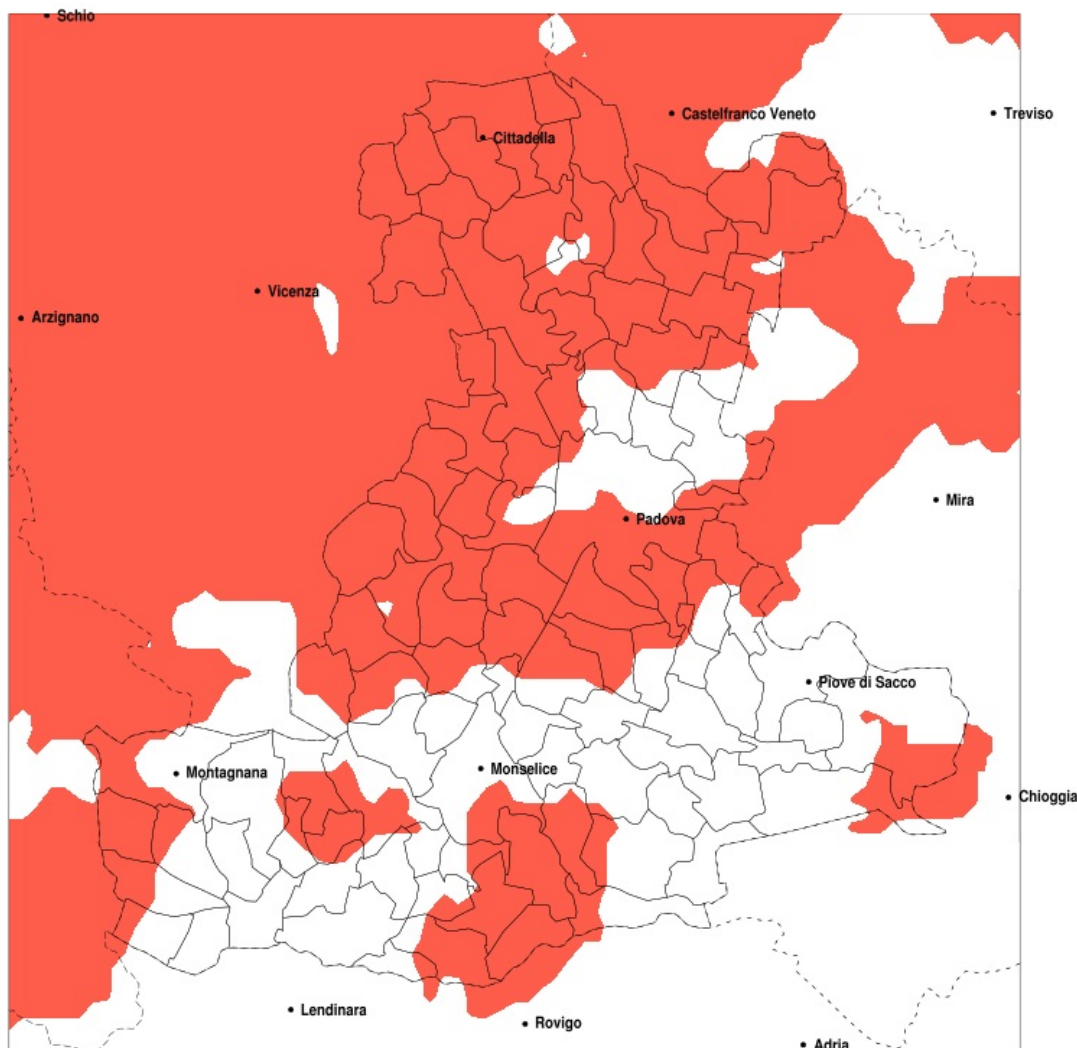 Schio
Castelfranco Veneto
Treviso
Cittadella
Vicenza
Arzignano
Mira
Padova
Piove di Sacco
Montagnana
Monselice
Chioggia
Lendinara
Rovigo
Adria